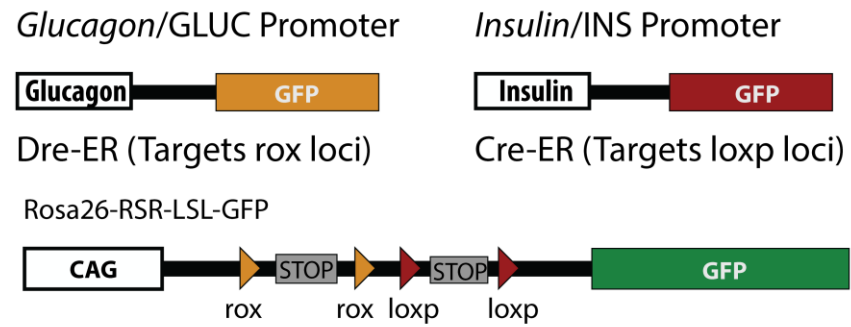 Glucagon/GLUC Promoter
Insulin/INS Promoter
Glucagon
GFP
Insulin
GFP
Dre-ER (Targets rox loci)
Cre-ER (Targets loxp loci)
Rosa26-RSR-LSL-GFP
CAG
STOP
STOP
GFP
rox
rox
loxp
loxp